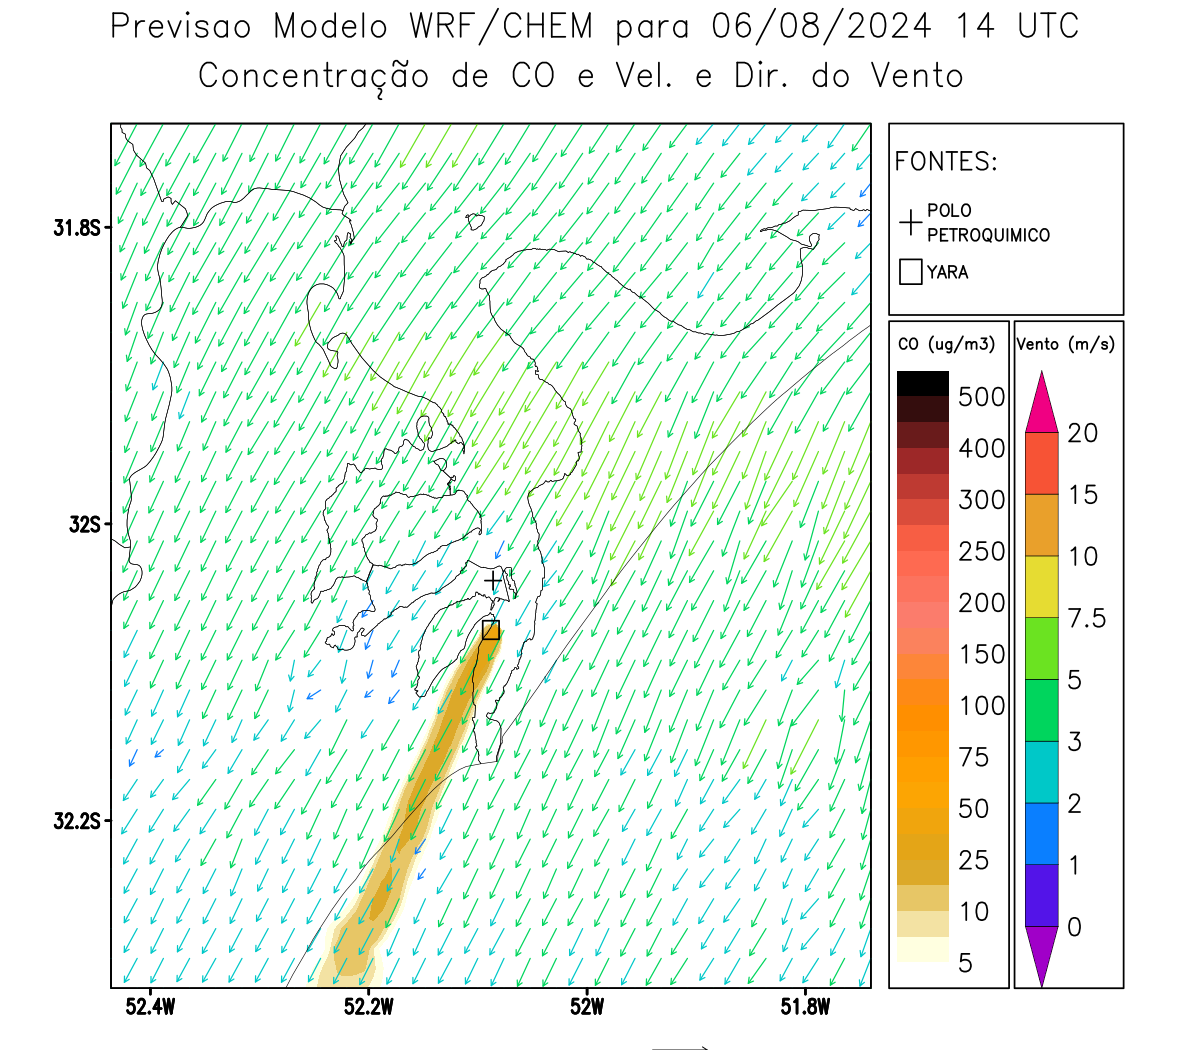 Previsao Modelo WRF/CHEM para 06/08/2024 14 UTC
Concentração de CO e Vel. e Dir. do Vento
FONTES:
POLO
PETROQUIMICO
YARA
CO (ug/m3)
500
400
300
250
200
150
100
75
50
25
10
5
Vento (m/s)
20
15
10
7.5
5
3
2
1
0
31.8S
32S
32.2S
52.4W
52.2W
52W
51.8W